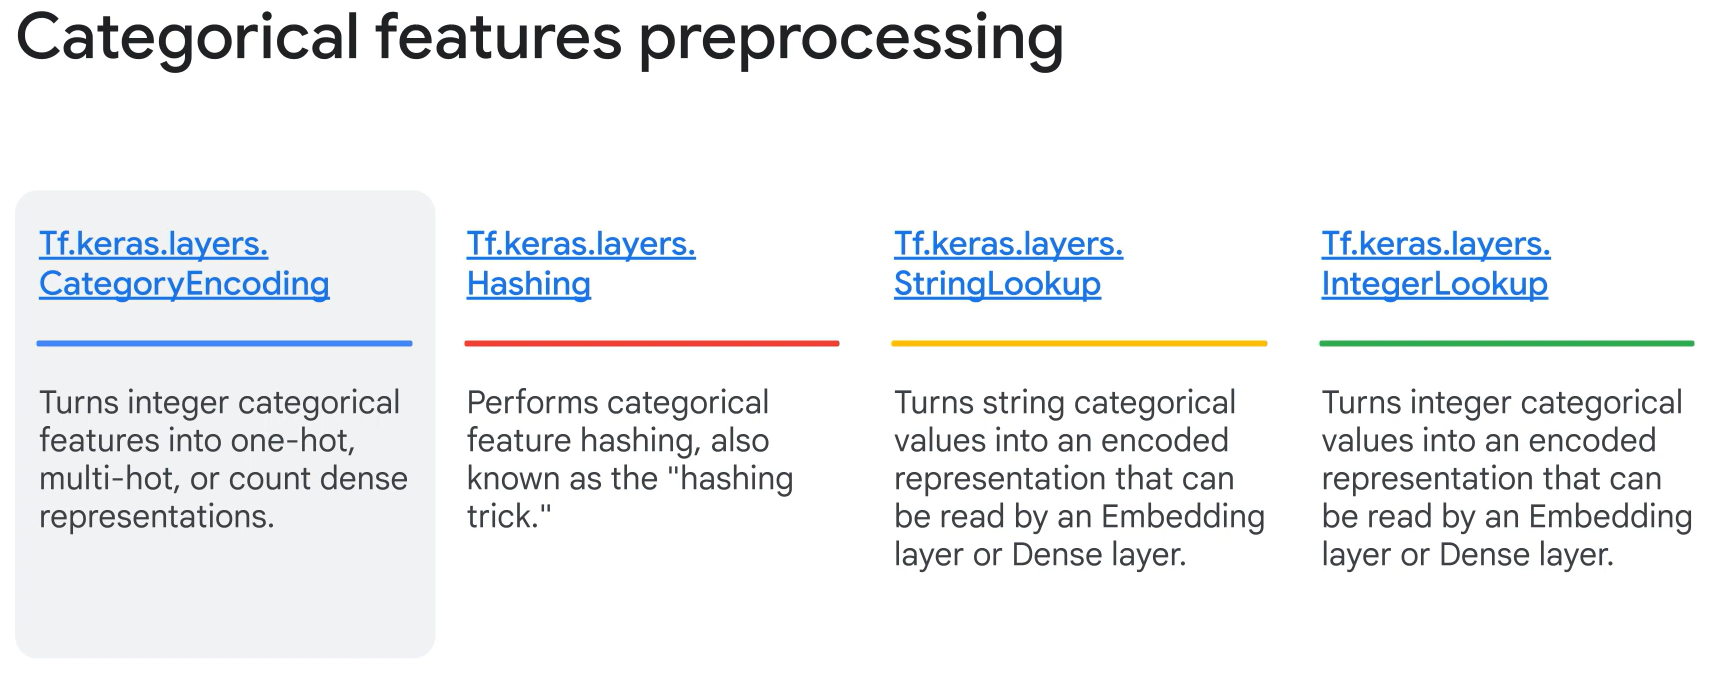 Categorical features preprocessing
Tf.keras.layers.
CategoryEncoding
Turns integer categorical
features into one-hot,
multi-hot, or count dense
representations.
Tf.keras.layers.
Hashing
Performs categorical
feature hashing, also
known as the "hashing
trick."
Tf.keras.layers.
StringLookup
Turns string categorical
values into an encoded
representation that can
be read by an Embedding
layer or Dense layer.
Tf.keras.layers.
IntegerLookup
Turns integer categorical
values into an encoded
representation that can
be read by an Embedding
layer or Dense layer.